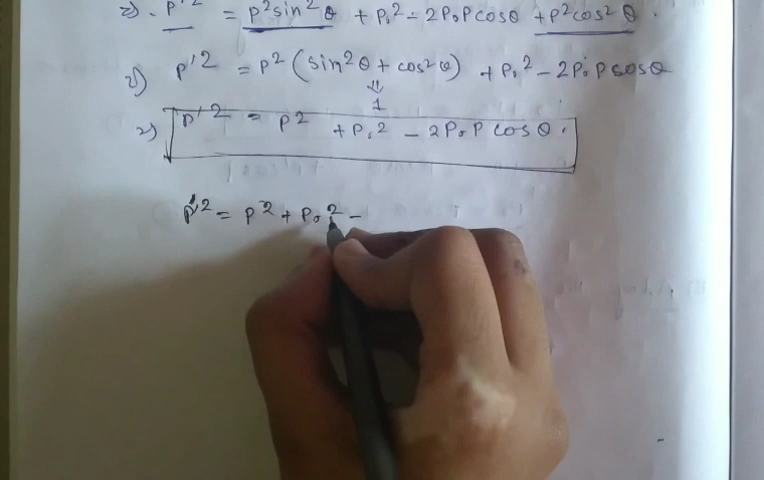 ⇒. P'² = p²sin²θ + P₀² - 2P₀Pcosθ + p²cos²θ.
⇒) P'² = p² (sin²θ + cos²θ) + P₀² - 2P₀Pcosθ
⇓
1
⇒) P'² = p² + P₀² - 2P₀P cosθ.
P'² = p² + P₀² -